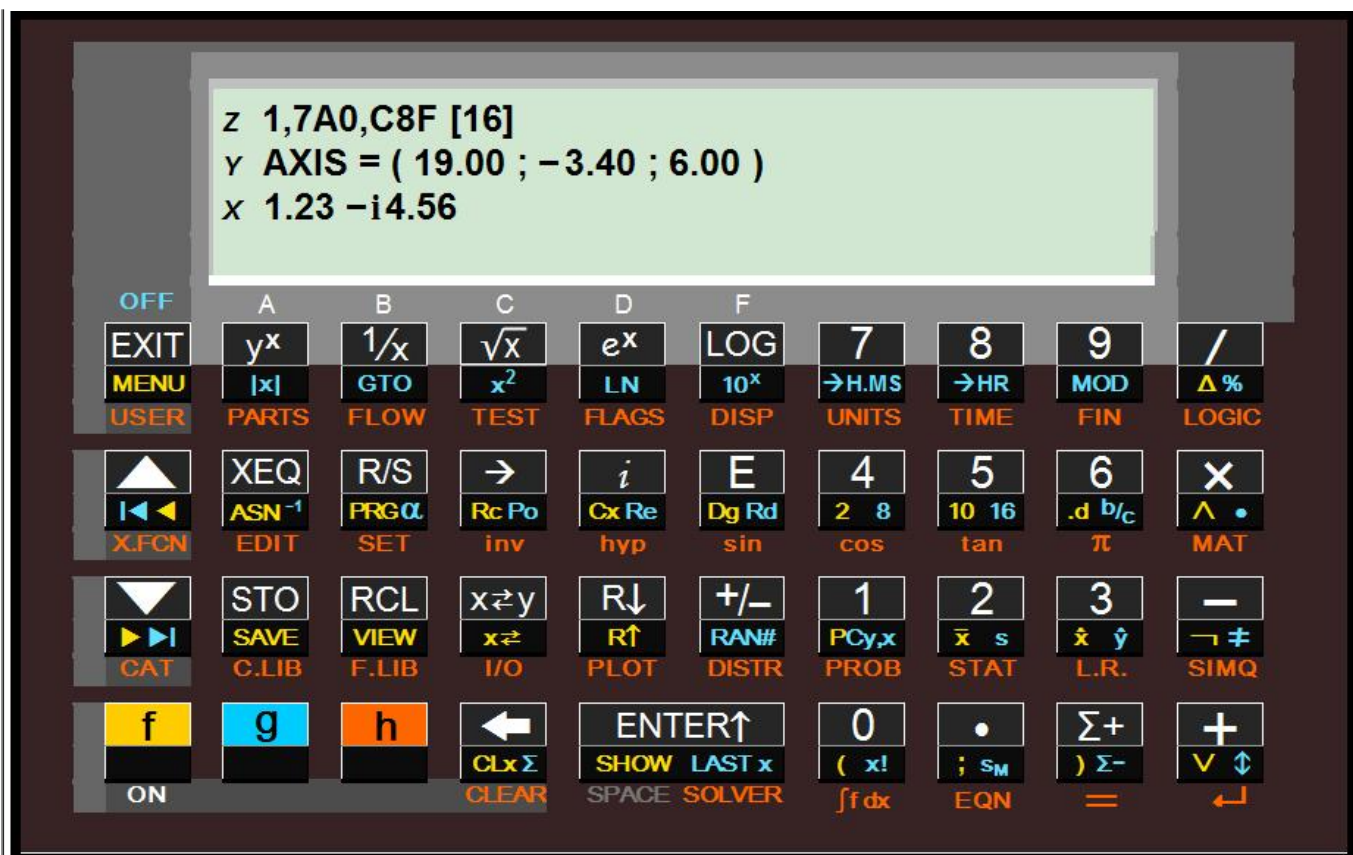 Z 1,7A0,C8F [16]
Y AXIS = ( 19.00 ; −3.40 ; 6.00 )
X 1.23 −i4.56
OFF A B C D F
EXIT yˣ 1/x √x eˣ LOG 7 8 9 /
MENU |x| GTO x² LN 10ˣ →H.MS →HR MOD Δ %
USER PARTS FLOW TEST FLAGS DISP UNITS TIME FIN LOGIC
▲ XEQ R/S → i E 4 5 6 ×
I◀ ◀ ASN⁻¹ PRGα Rc Po Cx Re Dg Rd 2 8 10 16 .d b/c ∧ •
X.FCN EDIT SET inv hyp sin cos tan π MAT
▼ STO RCL x⇄y R↓ +/− 1 2 3 −
▶ ▶I SAVE VIEW x⇄ R↑ RAN# PCy,x x̄ s x̂ ŷ ¬ ≠
CAT C.LIB F.LIB I/O PLOT DISTR PROB STAT L.R. SIMQ
f g h ← ENTER↑ 0 • Σ+ +
CLx Σ SHOW LAST x ( x! ; sM ) Σ− ∨ ↕
ON CLEAR SPACE SOLVER ∫f dx EQN = ↵